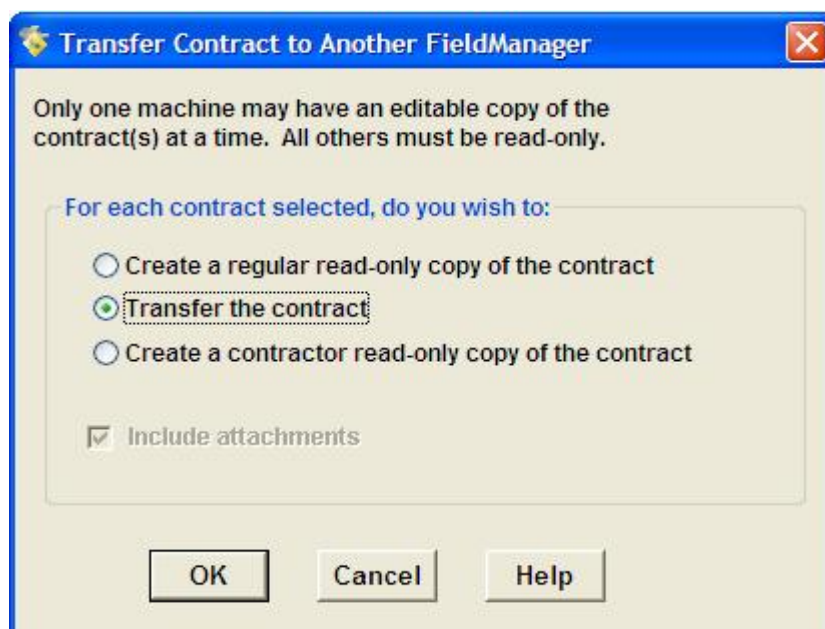 Transfer Contract to Another FieldManager
Only one machine may have an editable copy of the
contract(s) at a time.  All others must be read-only.
For each contract selected, do you wish to:
Create a regular read-only copy of the contract
Transfer the contract
Create a contractor read-only copy of the contract
Include attachments
OK Cancel Help